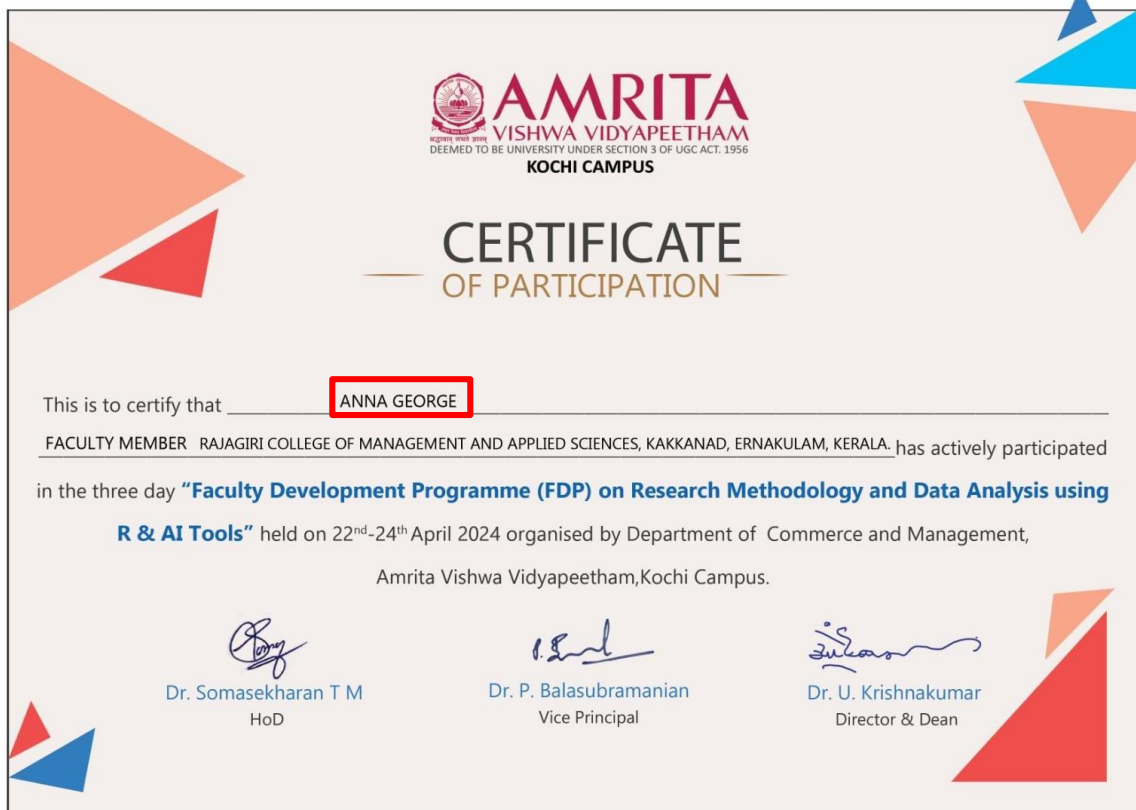 AMRITA
VISHWA VIDYAPEETHAM
DEEMED TO BE UNIVERSITY UNDER SECTION 3 OF UGC ACT. 1956
KOCHI CAMPUS
CERTIFICATE
OF PARTICIPATION
This is to certify that ANNA GEORGE
FACULTY MEMBER RAJAGIRI COLLEGE OF MANAGEMENT AND APPLIED SCIENCES, KAKKANAD, ERNAKULAM, KERALA. has actively participated
in the three day “Faculty Development Programme (FDP) on Research Methodology and Data Analysis using
R & AI Tools” held on 22nd-24th April 2024 organised by Department of Commerce and Management,
Amrita Vishwa Vidyapeetham,Kochi Campus.
Dr. Somasekharan T M Dr. P. Balasubramanian Dr. U. Krishnakumar
HoD Vice Principal Director & Dean